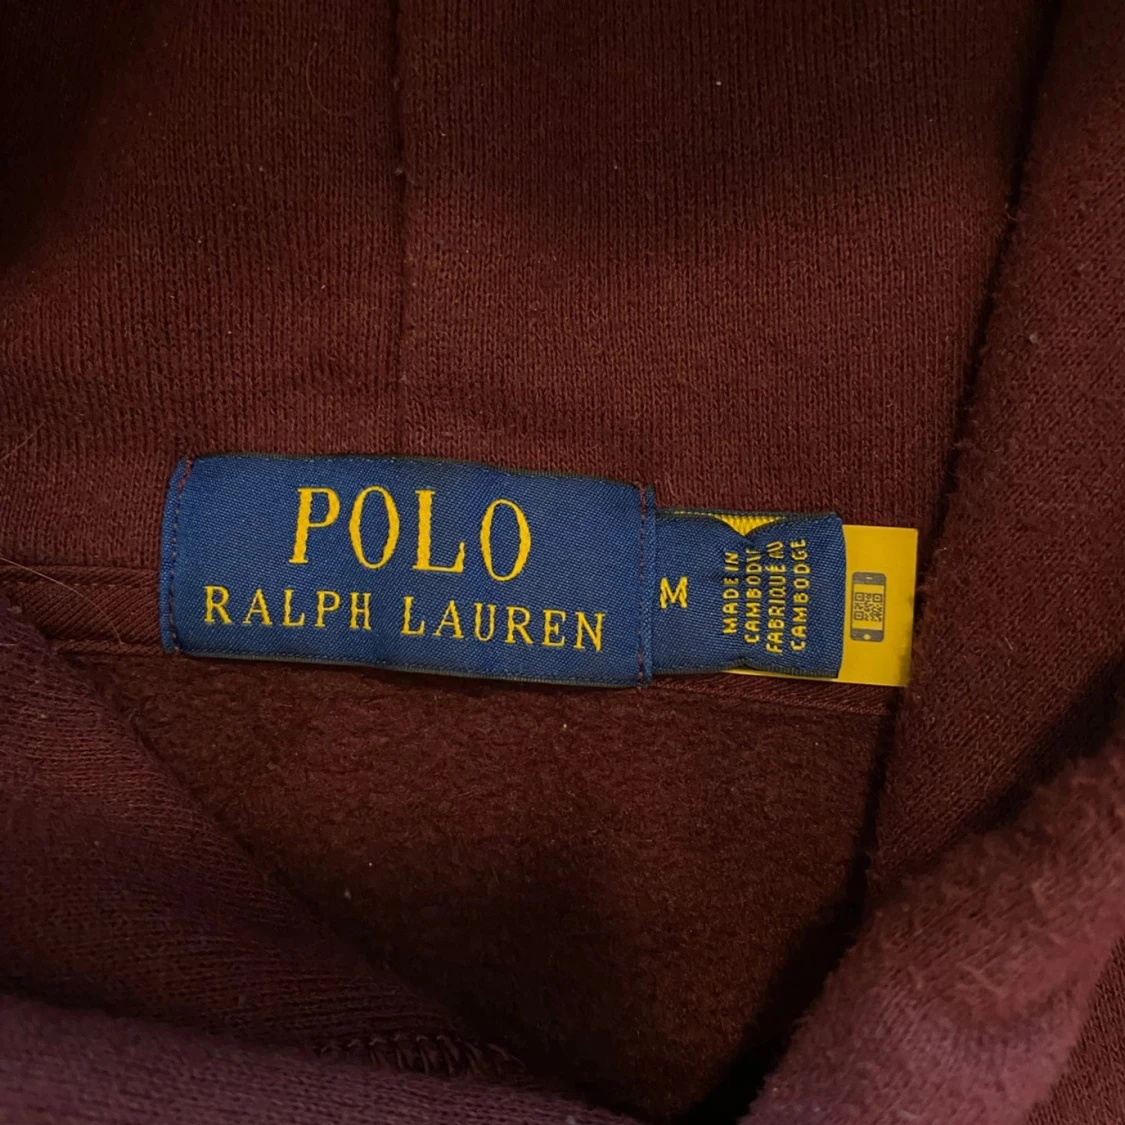 POLO
RALPH LAUREN
M
MADE IN
CAMBODIA
FABRIQUÉ AU
CAMBODGE